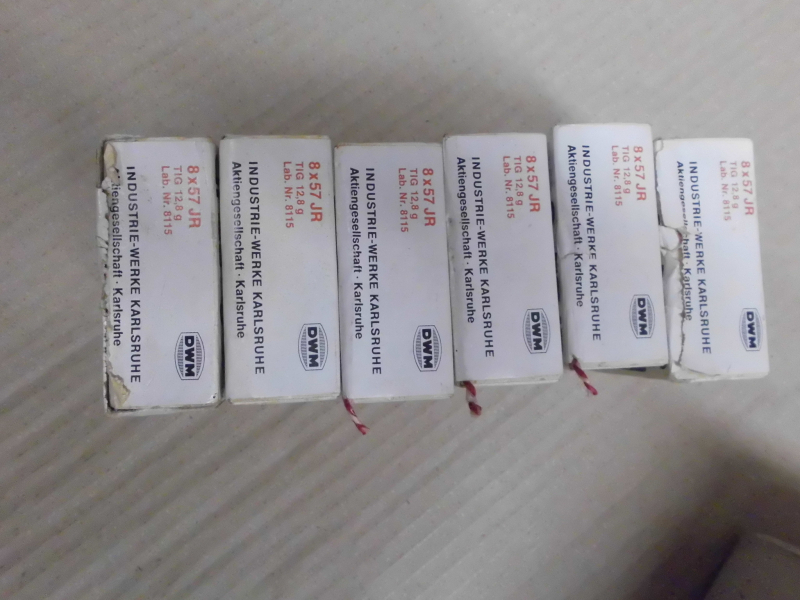 8x57 JR
TIG 12,8 g
Lab. Nr. 8115
INDUSTRIE-WERKE KARLSRUHE
Aktiengesellschaft · Karlsruhe
DWM
8x57 JR
TIG 12,8 g
Lab. Nr. 8115
INDUSTRIE-WERKE KARLSRUHE
Aktiengesellschaft · Karlsruhe
DWM
8x57 JR
TIG 12,8 g
Lab. Nr. 8115
INDUSTRIE-WERKE KARLSRUHE
Aktiengesellschaft · Karlsruhe
DWM
8x57 JR
TIG 12,8 g
Lab. Nr. 8115
INDUSTRIE-WERKE KARLSRUHE
Aktiengesellschaft · Karlsruhe
DWM
8x57 JR
TIG 12,8 g
Lab. Nr. 8115
INDUSTRIE-WERKE KARLSRUHE
Aktiengesellschaft · Karlsruhe
DWM
8x57 JR
TIG 12,8 g
Lab. Nr. 8115
INDUSTRIE-WERKE KARLSRUHE
Karlsruhe
DWM